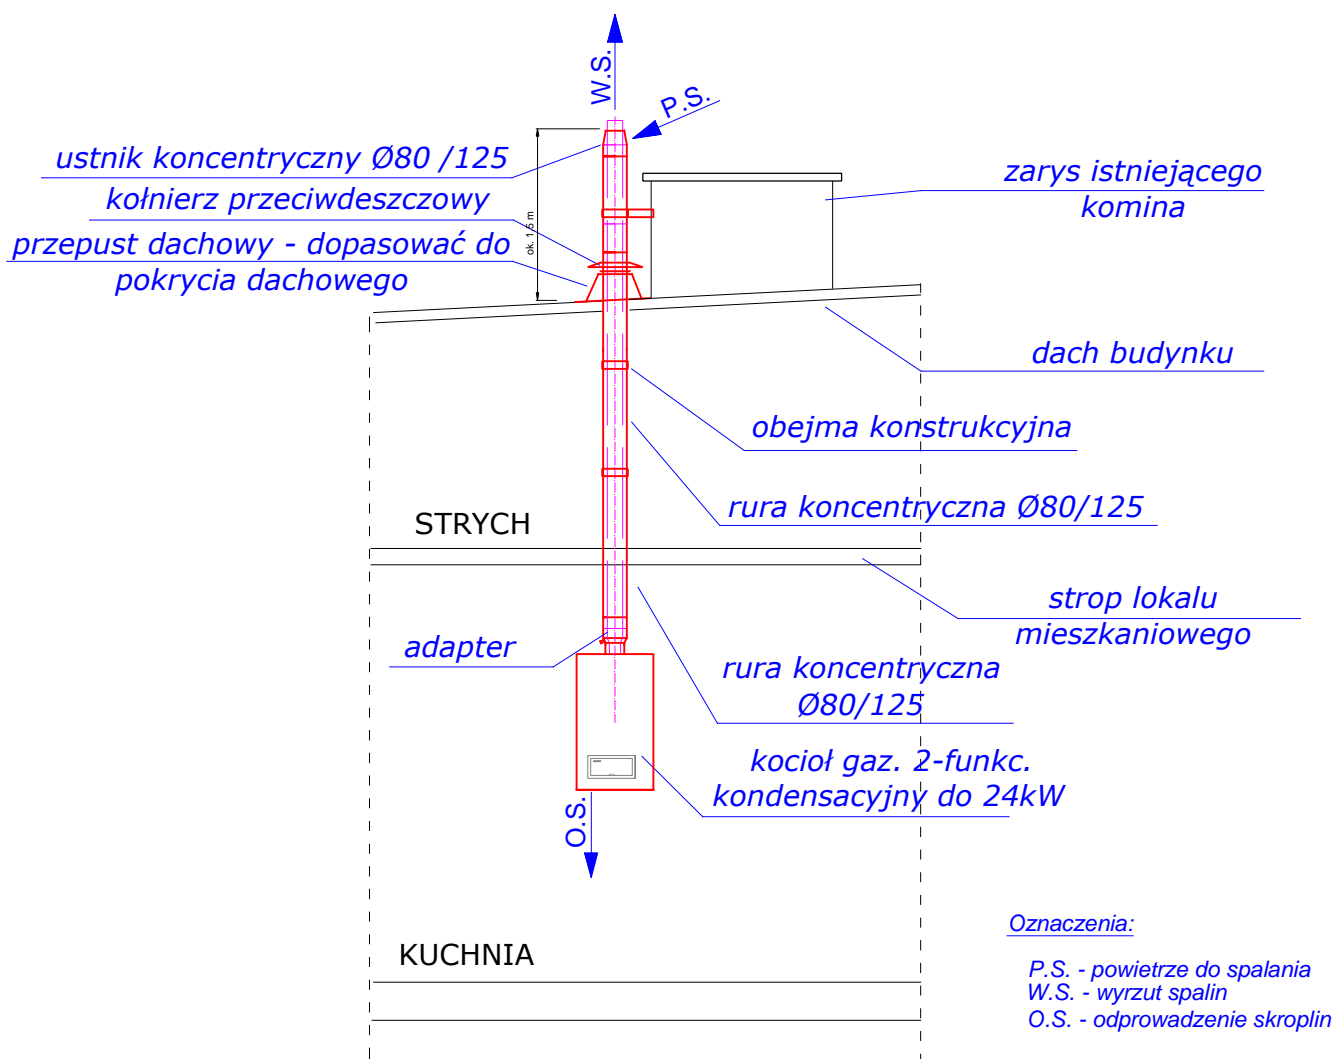 W.S.
P.S.
ustnik koncentryczny Ø80 /125
kołnierz przeciwdeszczowy
przepust dachowy - dopasować do
pokrycia dachowego
ok. 1,5 m
zarys istniejącego
komina
dach budynku
obejma konstrukcyjna
rura koncentryczna Ø80/125
STRYCH
strop lokalu
mieszkaniowego
adapter
rura koncentryczna
Ø80/125
kocioł gaz. 2-funkc.
kondensacyjny do 24kW
O.S.
KUCHNIA
Oznaczenia:
P.S. - powietrze do spalania
W.S. - wyrzut spalin
O.S. - odprowadzenie skroplin